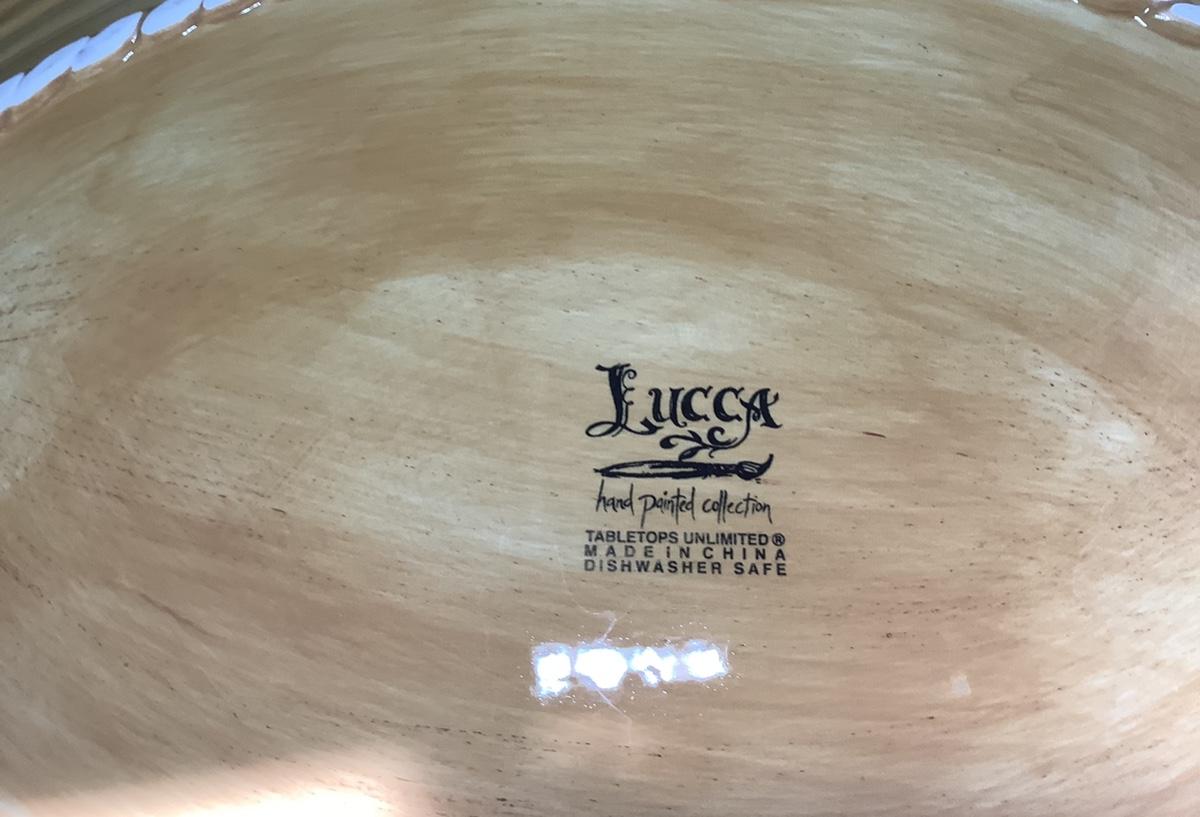 Lucca
hand painted collection
TABLETOPS UNLIMITED®
MADE IN CHINA
DISHWASHER SAFE